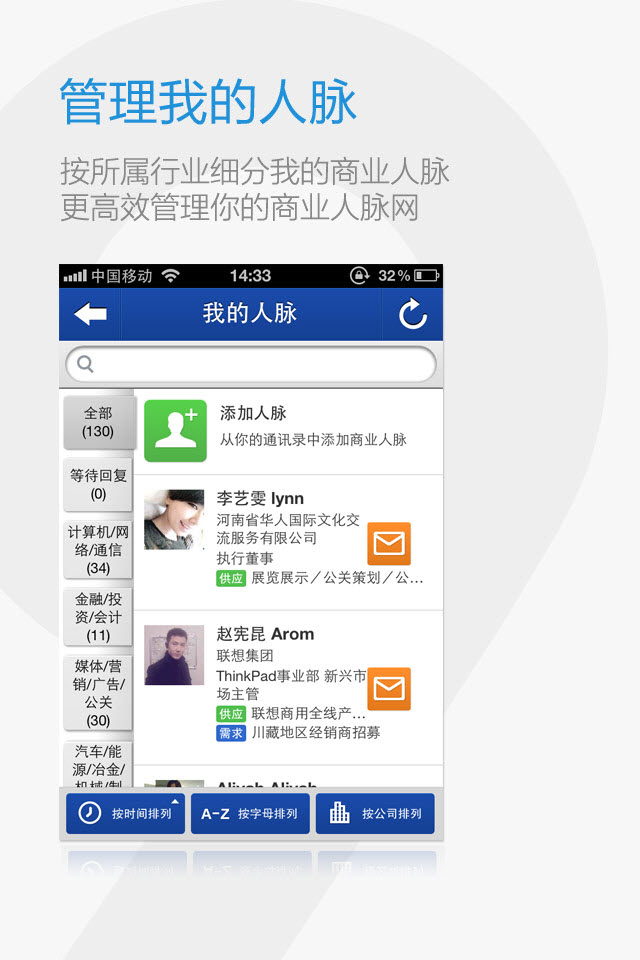 管理我的人脉
按所属行业细分我的商业人脉
更高效管理你的商业人脉网
中国移动 14:33 32%
我的人脉
全部
(130)
添加人脉
从你的通讯录中添加商业人脉
等待回复
(0)
李艺雯 lynn
河南省华人国际文化交
流服务有限公司
执行董事
供应 展览展示／公关策划／公...
计算机/网
络/通信
(34)
金融/投
资/会计
(11)
赵宪昆 Arom
联想集团
ThinkPad事业部 新兴市
场主管
供应 联想商用全线产...
需求 川藏地区经销商招募
媒体/营
销/广告/
公关
(30)
汽车/能
源/冶金/
机械/制
Aliyah Aliyah
按时间排列
A-Z 按字母排列
按公司排列